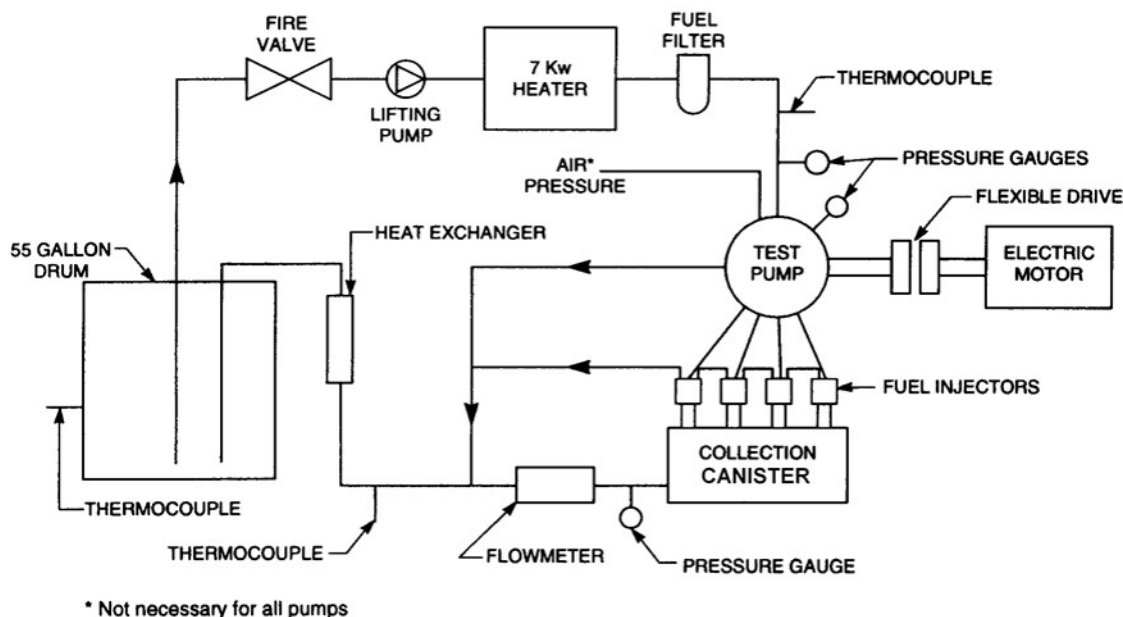 FIRE
VALVE
LIFTING
PUMP
7 Kw
HEATER
FUEL
FILTER
THERMOCOUPLE
AIR*
PRESSURE
PRESSURE GAUGES
FLEXIBLE DRIVE
55 GALLON
DRUM
HEAT EXCHANGER
TEST
PUMP
ELECTRIC
MOTOR
FUEL INJECTORS
COLLECTION
CANISTER
THERMOCOUPLE
THERMOCOUPLE
FLOWMETER
PRESSURE GAUGE
* Not necessary for all pumps